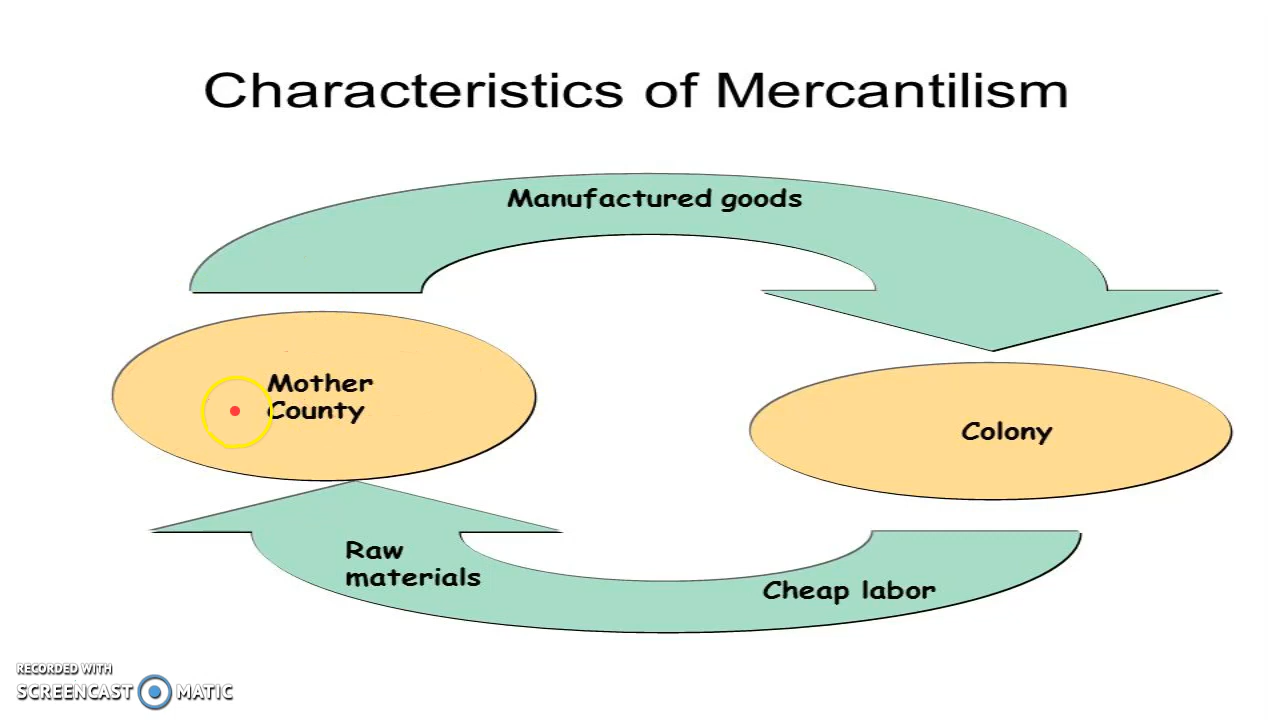 Characteristics of Mercantilism
Manufactured goods
Mother
County
Colony
Raw
materials
Cheap labor
RECORDED WITH
SCREENCAST MATIC